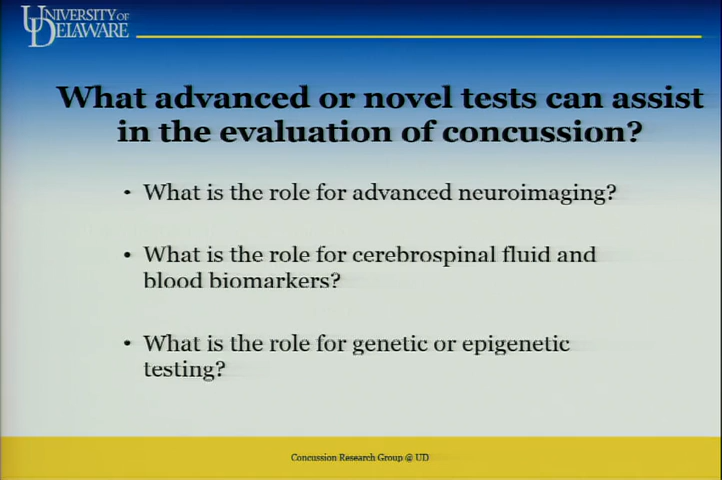 UNIVERSITY OF
DELAWARE
What advanced or novel tests can assist
in the evaluation of concussion?
• What is the role for advanced neuroimaging?
• What is the role for cerebrospinal fluid and
blood biomarkers?
• What is the role for genetic or epigenetic
testing?
Concussion Research Group @ UD